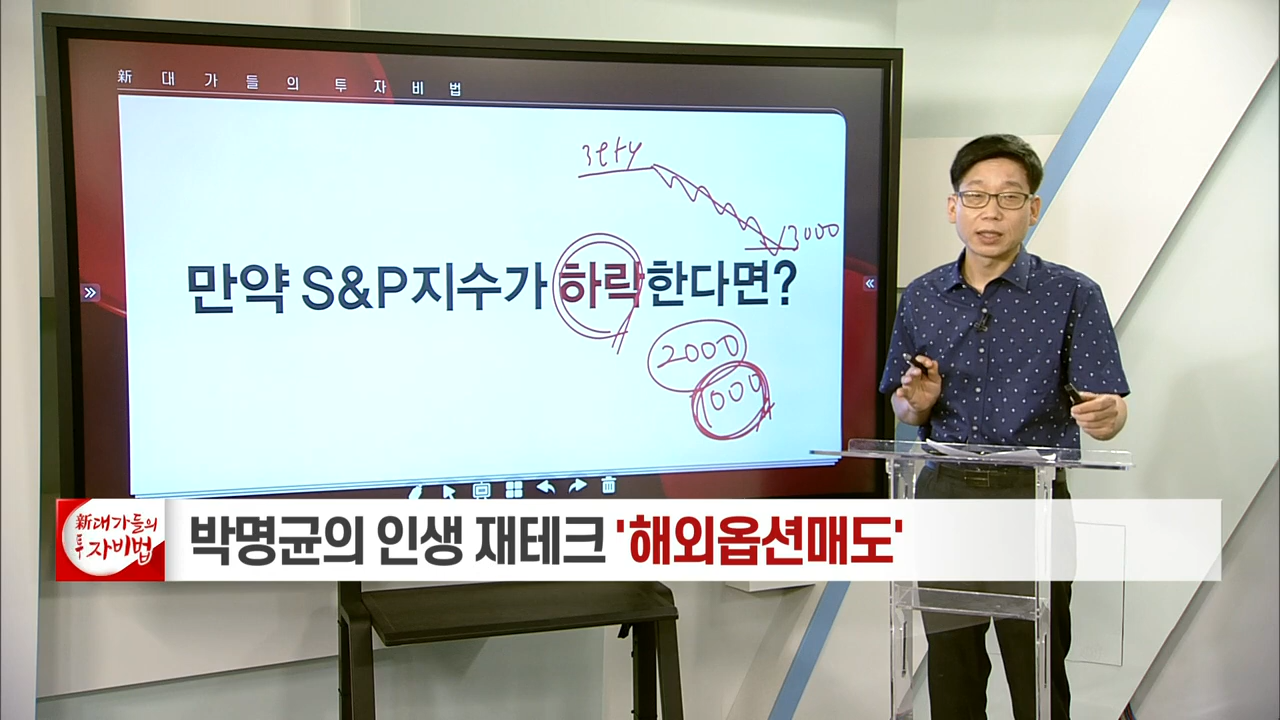 新 대 가 들 의 투 자 비 법
3000
만약 S&P지수가 하락한다면?
2000
1000
新대가들의
투자비법
박명균의 인생 재테크 '해외옵션매도'